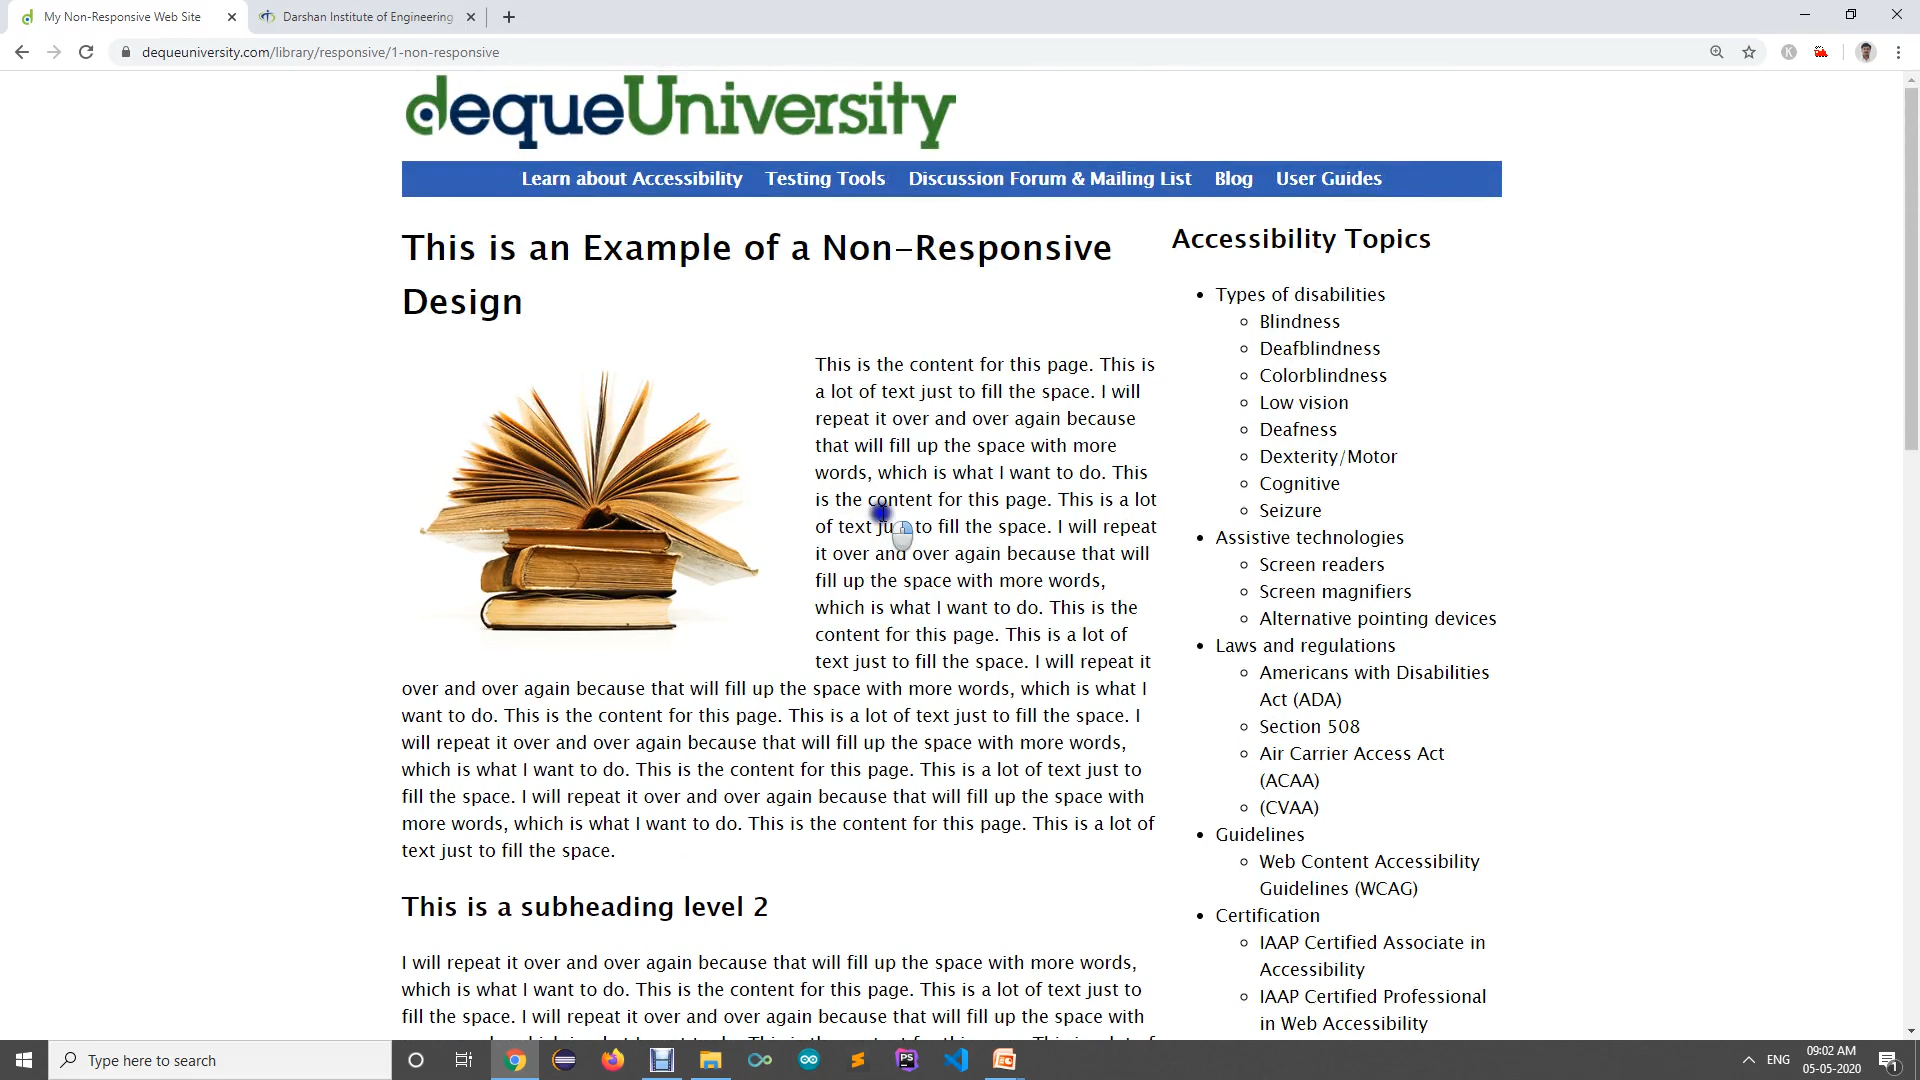 My Non-Responsive Web Site
Darshan Institute of Engineering
dequeuniversity.com/library/responsive/1-non-responsive
dequeUniversity
Learn about Accessibility Testing Tools Discussion Forum & Mailing List Blog User Guides
This is an Example of a Non-Responsive
Design
This is the content for this page. This is
a lot of text just to fill the space. I will
repeat it over and over again because
that will fill up the space with more
words, which is what I want to do. This
is the content for this page. This is a lot
of text just to fill the space. I will repeat
it over and over again because that will
fill up the space with more words,
which is what I want to do. This is the
content for this page. This is a lot of
text just to fill the space. I will repeat it
over and over again because that will fill up the space with more words, which is what I
want to do. This is the content for this page. This is a lot of text just to fill the space. I
will repeat it over and over again because that will fill up the space with more words,
which is what I want to do. This is the content for this page. This is a lot of text just to
fill the space. I will repeat it over and over again because that will fill up the space with
more words, which is what I want to do. This is the content for this page. This is a lot of
text just to fill the space.
This is a subheading level 2
I will repeat it over and over again because that will fill up the space with more words,
which is what I want to do. This is the content for this page. This is a lot of text just to
fill the space. I will repeat it over and over again because that will fill up the space with
Accessibility Topics
Types of disabilities
Blindness
Deafblindness
Colorblindness
Low vision
Deafness
Dexterity/Motor
Cognitive
Seizure
Assistive technologies
Screen readers
Screen magnifiers
Alternative pointing devices
Laws and regulations
Americans with Disabilities
Act (ADA)
Section 508
Air Carrier Access Act
(ACAA)
(CVAA)
Guidelines
Web Content Accessibility
Guidelines (WCAG)
Certification
IAAP Certified Associate in
Accessibility
IAAP Certified Professional
in Web Accessibility
Type here to search
PS
ENG
09:02 AM
05-05-2020
1